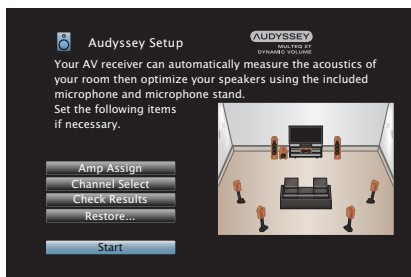 Audyssey Setup
AUDYSSEY
MULTEQ XT
DYNAMIC VOLUME
Your AV receiver can automatically measure the acoustics of
your room then optimize your speakers using the included
microphone and microphone stand.
Set the following items
if necessary.
Amp Assign
Channel Select
Check Results
Restore...
Start